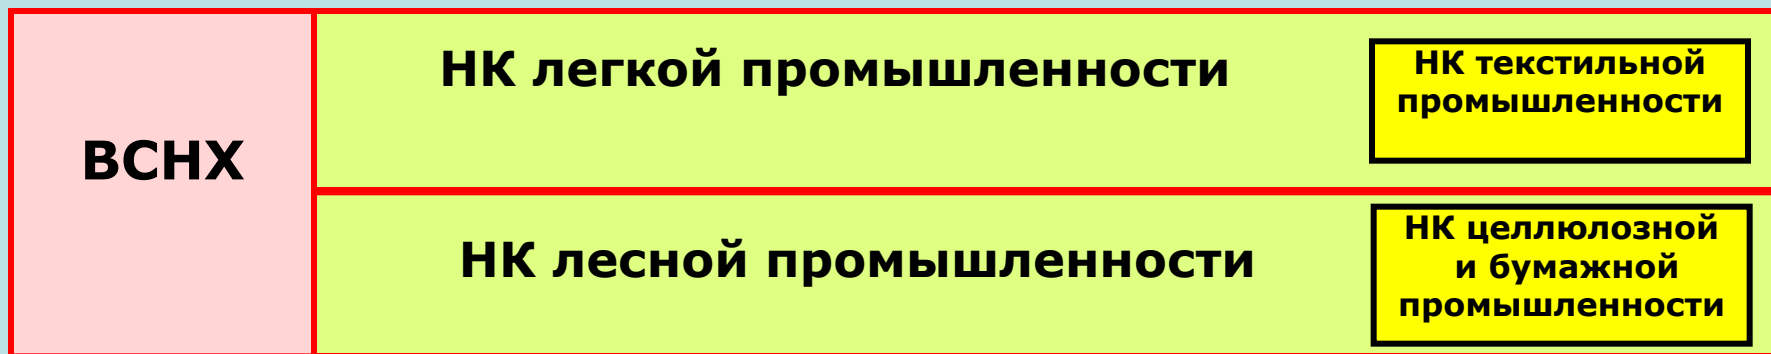 ВСНХ
НК легкой промышленности
НК текстильной
промышленности
НК лесной промышленности
НК целлюлозной
и бумажной
промышленности